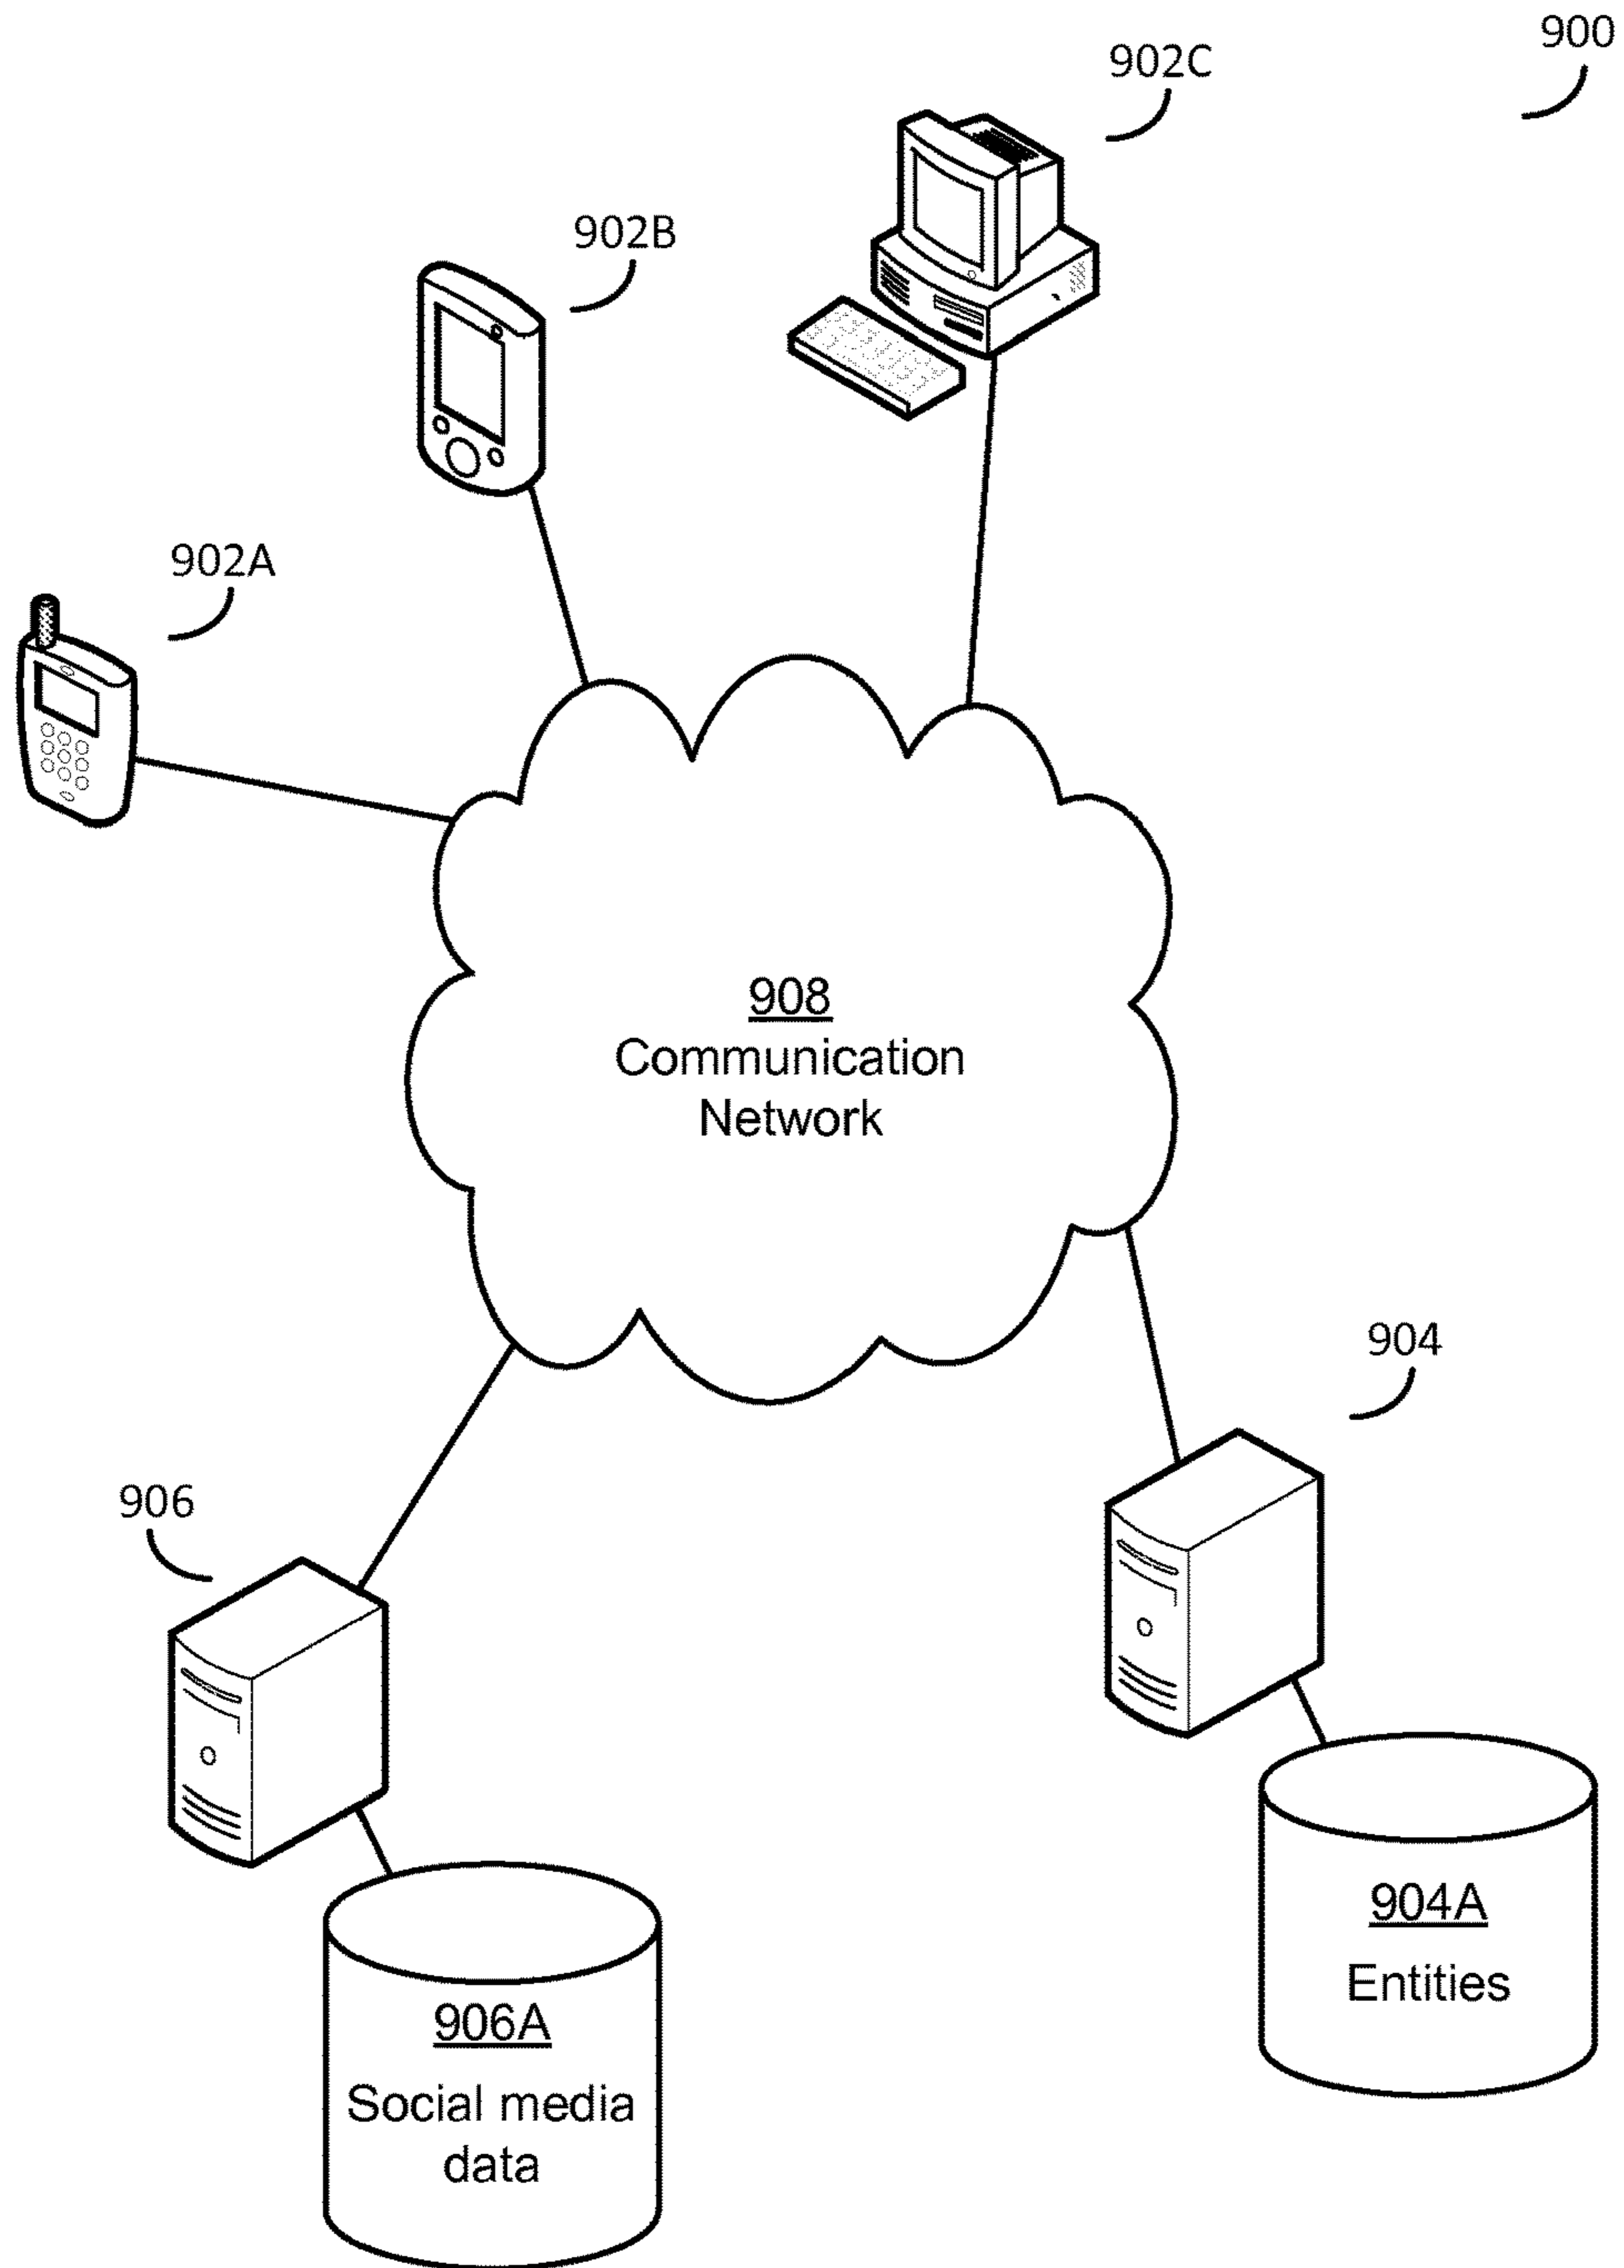 900
902C
902B
902A
908
Communication
Network
904
906
904A
Entities
906A
Social media
data